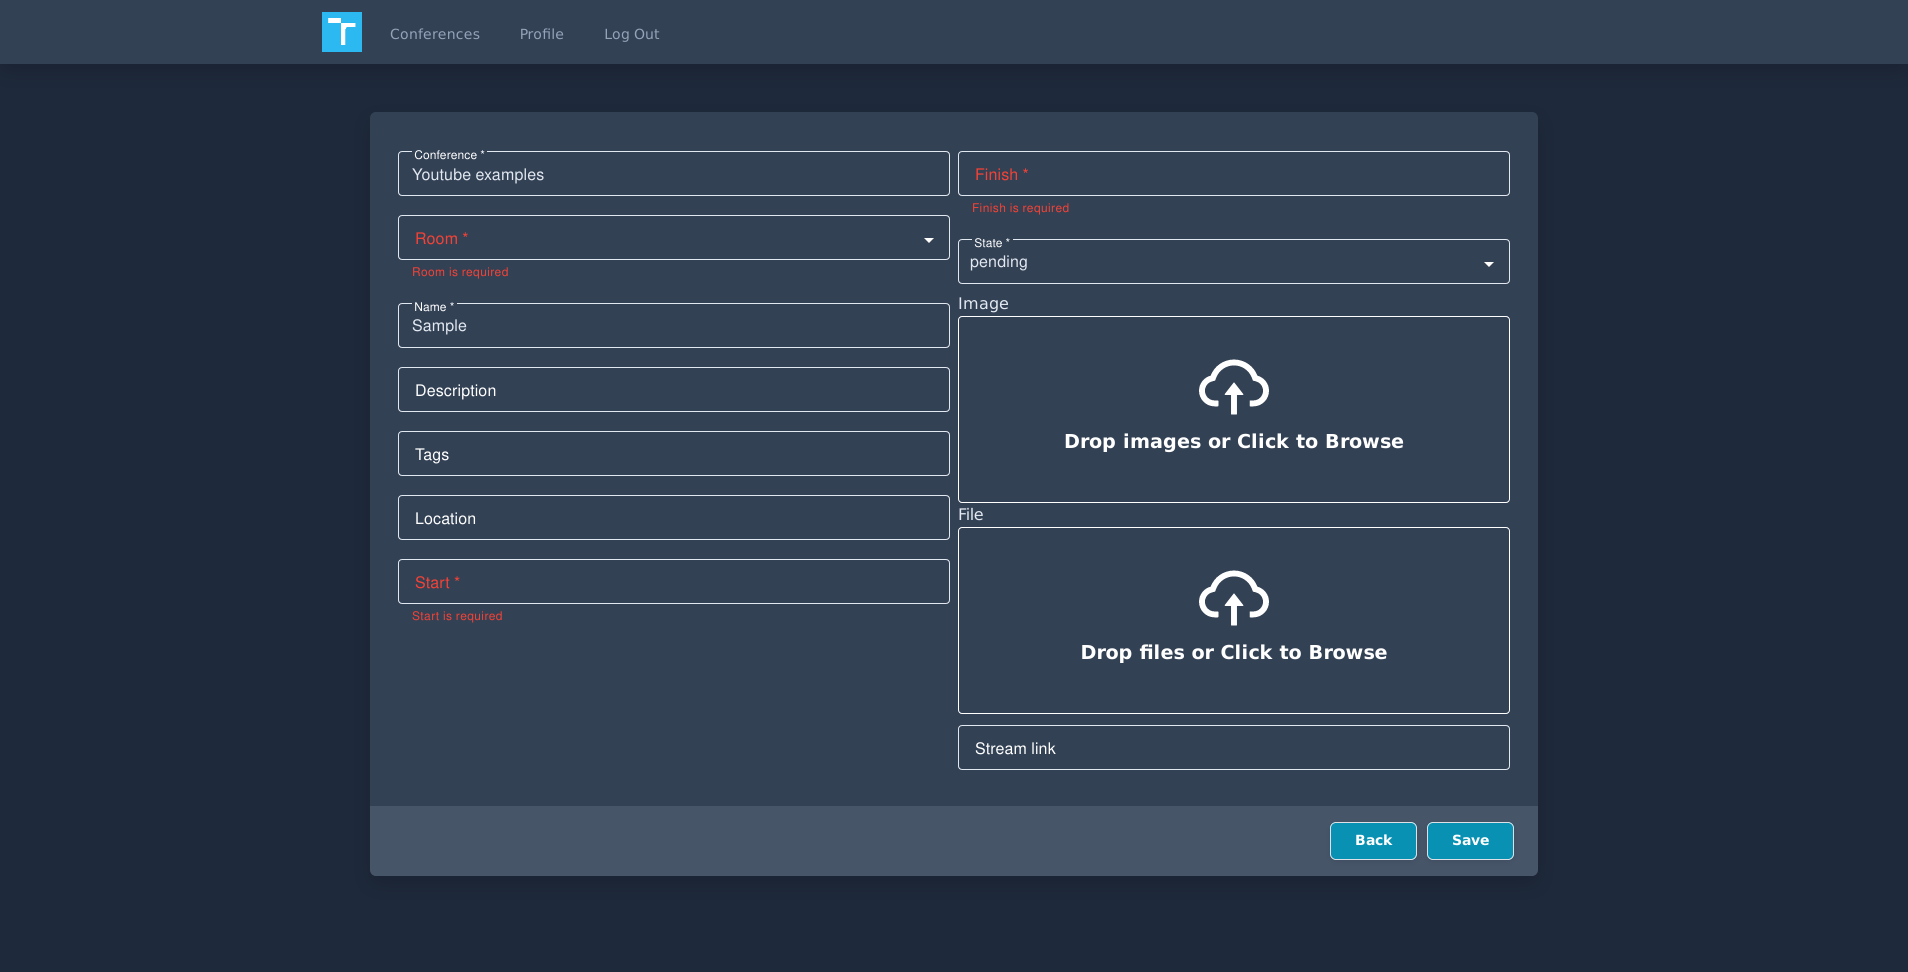 Conferences
Profile
Log Out
Conference *
Youtube examples
Room *
Room is required
Name *
Sample
Description
Tags
Location
Start *
Start is required
Finish *
Finish is required
State *
pending
Image
Drop images or Click to Browse
File
Drop files or Click to Browse
Stream link
Back
Save